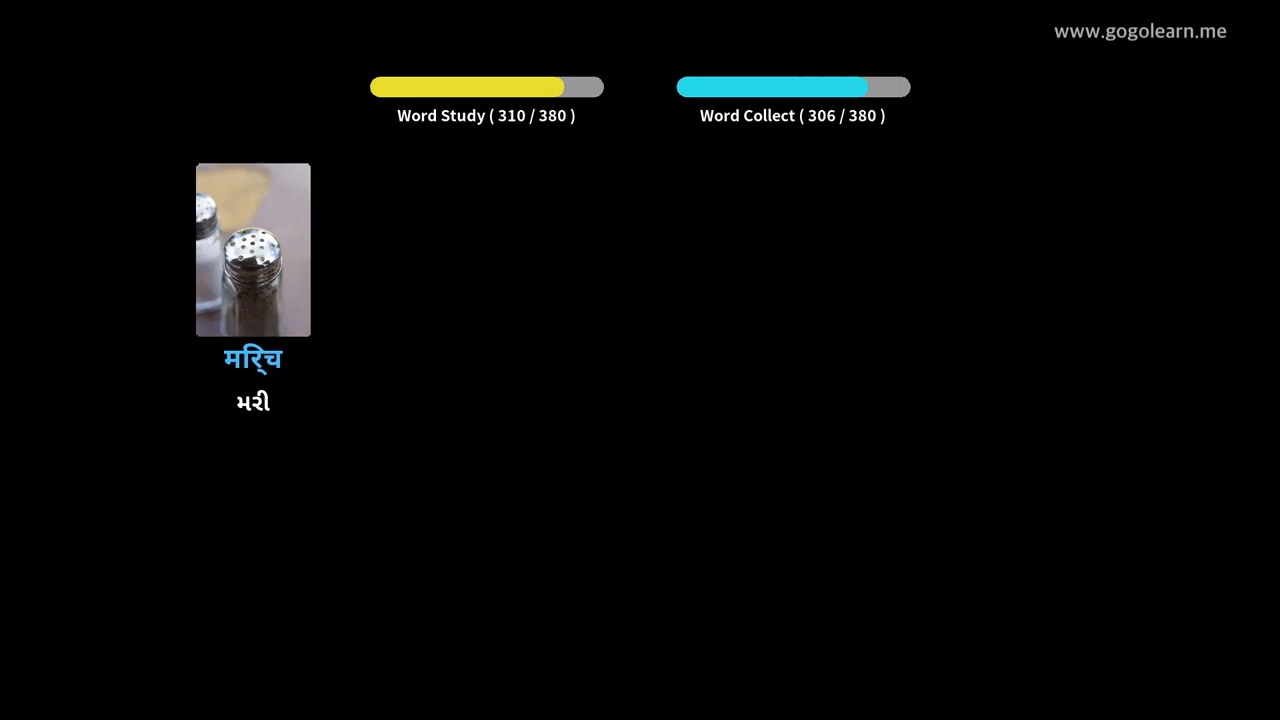 www.gogolearn.me
Word Study ( 310 / 380 )
Word Collect ( 306 / 380 )
मरि्च
મરી